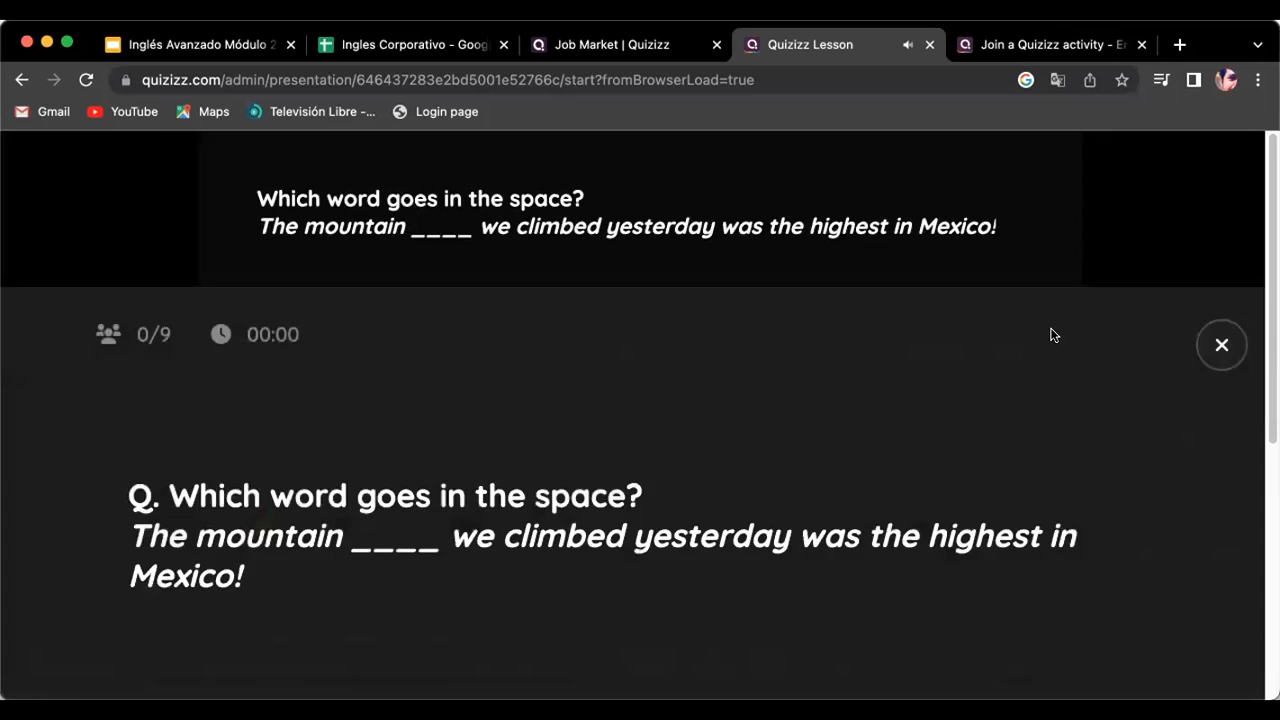 Inglés Avanzado Módulo 2
Ingles Corporativo - Goog
Job Market | Quizizz
Quizizz Lesson
Join a Quizizz activity - En
quizizz.com/admin/presentation/646437283e2bd5001e52766c/start?fromBrowserLoad=true
Gmail
YouTube
Maps
Televisión Libre -...
Login page
Which word goes in the space?
The mountain ____ we climbed yesterday was the highest in Mexico!
0/9
00:00
Q. Which word goes in the space?
The mountain ____ we climbed yesterday was the highest in
Mexico!